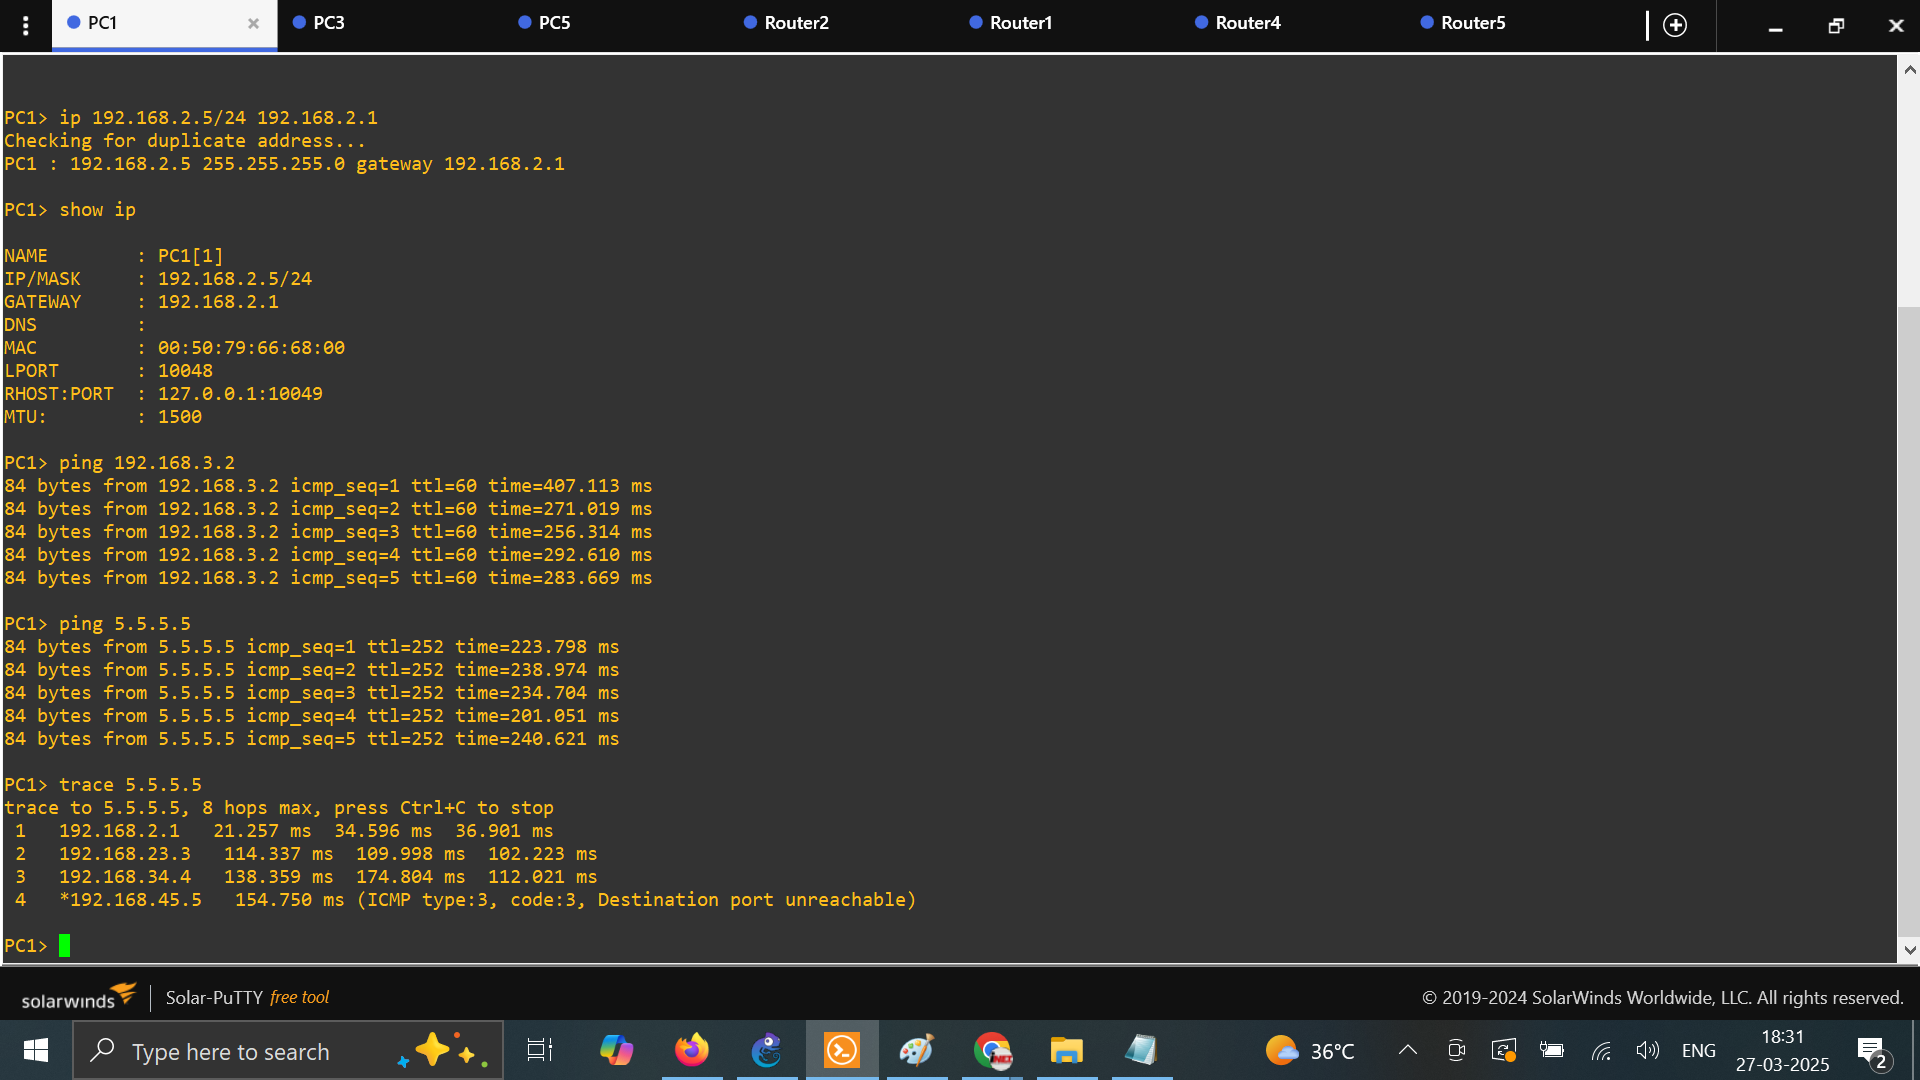 PC1
PC3
PC5
Router2
Router1
Router4
Router5
PC1> ip 192.168.2.5/24 192.168.2.1
Checking for duplicate address...
PC1 : 192.168.2.5 255.255.255.0 gateway 192.168.2.1
PC1> show ip
NAME        : PC1[1]
IP/MASK     : 192.168.2.5/24
GATEWAY     : 192.168.2.1
DNS         :
MAC         : 00:50:79:66:68:00
LPORT       : 10048
RHOST:PORT  : 127.0.0.1:10049
MTU:        : 1500
PC1> ping 192.168.3.2
84 bytes from 192.168.3.2 icmp_seq=1 ttl=60 time=407.113 ms
84 bytes from 192.168.3.2 icmp_seq=2 ttl=60 time=271.019 ms
84 bytes from 192.168.3.2 icmp_seq=3 ttl=60 time=256.314 ms
84 bytes from 192.168.3.2 icmp_seq=4 ttl=60 time=292.610 ms
84 bytes from 192.168.3.2 icmp_seq=5 ttl=60 time=283.669 ms
PC1> ping 5.5.5.5
84 bytes from 5.5.5.5 icmp_seq=1 ttl=252 time=223.798 ms
84 bytes from 5.5.5.5 icmp_seq=2 ttl=252 time=238.974 ms
84 bytes from 5.5.5.5 icmp_seq=3 ttl=252 time=234.704 ms
84 bytes from 5.5.5.5 icmp_seq=4 ttl=252 time=201.051 ms
84 bytes from 5.5.5.5 icmp_seq=5 ttl=252 time=240.621 ms
PC1> trace 5.5.5.5
trace to 5.5.5.5, 8 hops max, press Ctrl+C to stop
 1   192.168.2.1   21.257 ms  34.596 ms  36.901 ms
 2   192.168.23.3   114.337 ms  109.998 ms  102.223 ms
 3   192.168.34.4   138.359 ms  174.804 ms  112.021 ms
 4   *192.168.45.5   154.750 ms (ICMP type:3, code:3, Destination port unreachable)
PC1>
solarwinds Solar-PuTTY free tool
© 2019-2024 SolarWinds Worldwide, LLC. All rights reserved.
Type here to search
36°C
ENG
18:31
27-03-2025
2